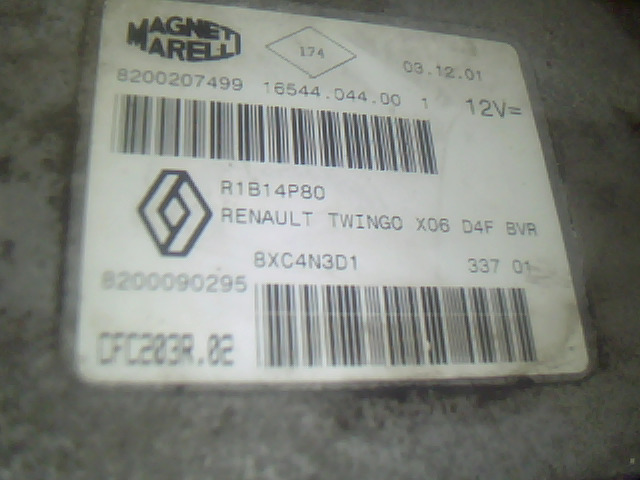 MAGNETI
MARELLI
174
03.12.01
8200207499 16544.044.00 1 12V=
R1B14P80
RENAULT TWINGO X06 D4F BVR
8XC4N3D1 337 01
8200090295
CFC203R.02